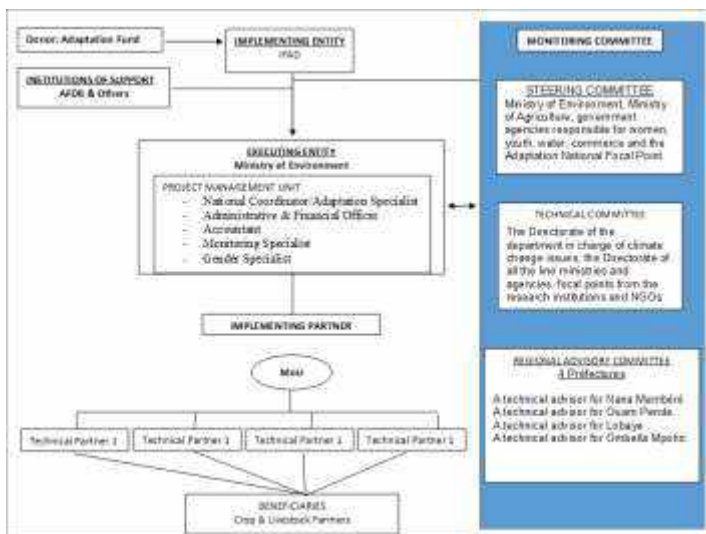 Donor: Adaptation Fund
IMPLEMENTING ENTITY
IFAD
INSTITUTIONS OF SUPPORT
AFDB & Others
EXECUTING ENTITY
Ministry of Environment
PROJECT MANAGEMENT UNIT
- National Coordinator/Adaptation Specialist
- Administrative & Financial Officer
- Accountant
- Monitoring Specialist
- Gender Specialist
IMPLEMENTING PARTNER
MoU
Technical Partner 1
Technical Partner 1
Technical Partner 1
Technical Partner 1
BENEFICIARIES
Crop & Livestock Farmers
MONITORING COMMITTEE
STEERING COMMITTEE
Ministry of Environment, Ministry
of Agriculture, government
agencies responsible for women,
youth, water, commerce and the
Adaptation National Focal Point
TECHNICAL COMMITTEE
The Directorate of the
department in charge of climate
change issues, the Directorate of
all the line ministries and
agencies, focal points from the
research institutions and NGOs
REGIONAL ADVISORY COMMITTEE
4 Prefectures
A technical advisor for Nana Mambéré
A technical advisor for Ouam Pende
A technical advisor for Lobaye
A technical advisor for Ombella Mpoko